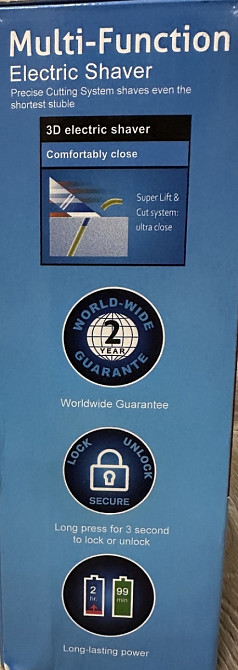 Multi-Function
Electric Shaver
Precise Cutting System shaves even the
shortest stuble
3D electric shaver
Comfortably close
Super Lift &
Cut system:
ultra close
WORLD-WIDE
2
YEAR
GUARANTE
Worldwide Guarantee
LOCK UNLOCK
SECURE
Long press for 3 second
to lock or unlock
2 99
hr. min
Long-lasting power